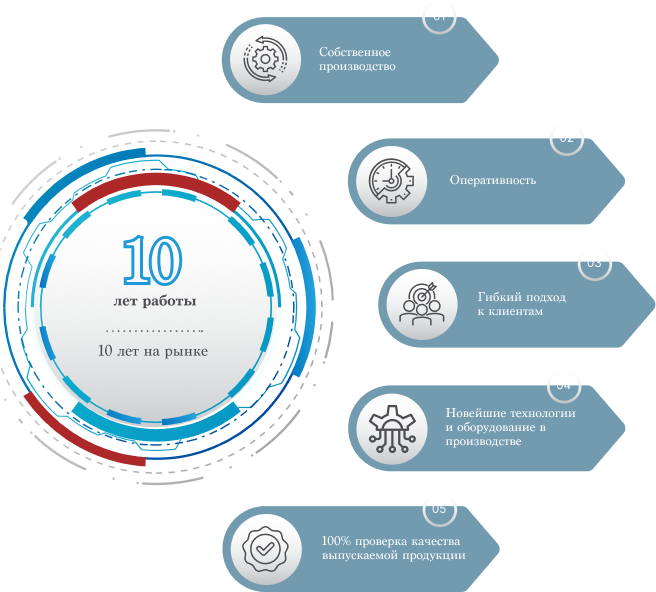 01
Собственное
производство
02
Оперативность
03
Гибкий подход
к клиентам
10
лет работы
10 лет на рынке
04
Новейшие технологии
и оборудование в
производстве
05
100% проверка качества
выпускаемой продукции